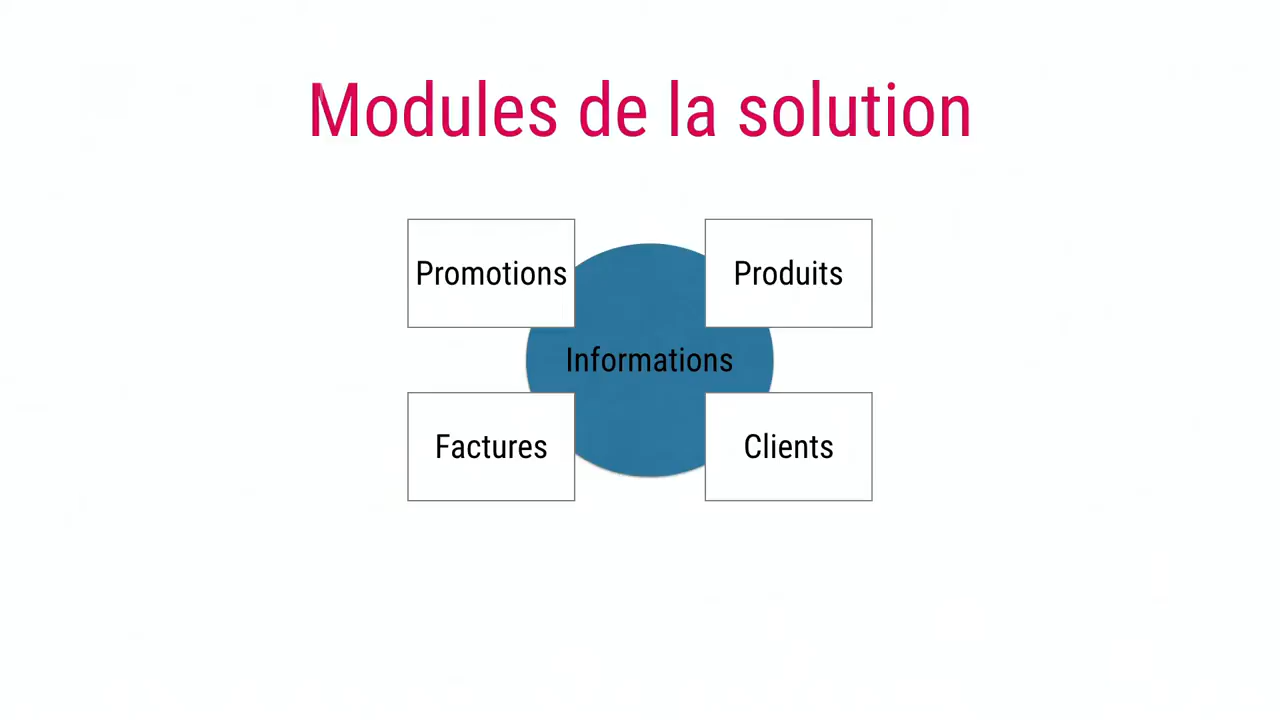 Modules de la solution
Promotions
Produits
Informations
Factures
Clients